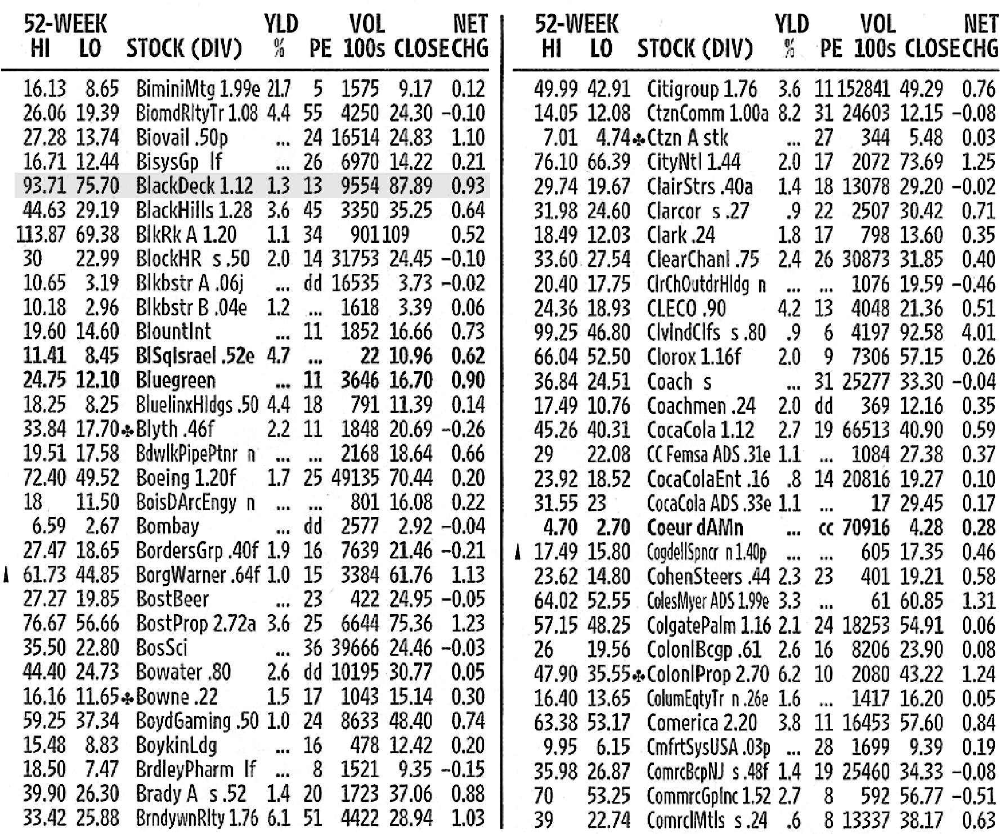 52-WEEK YLD VOL NET
HI LO STOCK (DIV) % PE 100s CLOSE CHG
16.13 8.65 BiminiMtg 1.99e 21.7 5 1575 9.17 0.12
26.06 19.39 BiomdRltyTr 1.08 4.4 55 4250 24.30 –0.10
27.28 13.74 Biovail .50p ... 24 16514 24.83 1.10
16.71 12.44 BisysGp lf ... 26 6970 14.22 0.21
93.71 75.70 BlackDeck 1.12 1.3 13 9554 87.89 0.93
44.63 29.19 BlackHills 1.28 3.6 45 3350 35.25 0.64
113.87 69.38 BlkRk A 1.20 1.1 34 901 109 0.52
30 22.99 BlockHR s .50 2.0 14 31753 24.45 –0.10
10.65 3.19 Blkbstr A .06j ... dd 16535 3.73 –0.02
10.18 2.96 Blkbstr B .04e 1.2 ... 1618 3.39 0.06
19.60 14.60 BlountInt ... 11 1852 16.66 0.73
11.41 8.45 BlSqIsrael .52e 4.7 ... 22 10.96 0.62
24.75 12.10 Bluegreen ... 11 3646 16.70 0.90
18.25 8.25 BluelinxHldgs .50 4.4 18 791 11.39 0.14
33.84 17.70 ♣Blyth .46f 2.2 11 1848 20.69 –0.26
19.51 17.58 BdwlkPipePtnr n ... ... 2168 18.64 0.66
72.40 49.52 Boeing 1.20f 1.7 25 49135 70.44 0.20
18 11.50 BoisDArcEngy n ... ... 801 16.08 0.22
6.59 2.67 Bombay ... dd 2577 2.92 –0.04
27.47 18.65 BordersGrp .40f 1.9 16 7639 21.46 –0.21
61.73 44.85 BorgWarner .64f 1.0 15 3384 61.76 1.13
27.27 19.85 BostBeer ... 23 422 24.95 –0.05
76.67 56.66 BostProp 2.72a 3.6 25 6644 75.36 1.23
35.50 22.80 BosSci ... 36 39666 24.46 –0.03
44.40 24.73 Bowater .80 2.6 dd 10195 30.77 0.05
16.16 11.65 ♣Bowne .22 1.5 17 1043 15.14 0.30
59.25 37.34 BoydGaming .50 1.0 24 8633 48.40 0.74
15.48 8.83 BoykinLdg ... 16 478 12.42 0.20
18.50 7.47 BrdleyPharm lf ... 8 1521 9.35 –0.15
39.90 26.30 Brady A s .52 1.4 20 1723 37.06 0.88
33.42 25.88 BrndywnRlty 1.76 6.1 51 4422 28.94 1.03
52-WEEK YLD VOL NET
HI LO STOCK (DIV) % PE 100s CLOSE CHG
49.99 42.91 Citigroup 1.76 3.6 11 152841 49.29 0.76
14.05 12.08 CtznComm 1.00a 8.2 31 24603 12.15 –0.08
7.01 4.74 ♣Ctzn A stk ... 27 344 5.48 0.03
76.10 66.39 CityNtl 1.44 2.0 17 2072 73.69 1.25
29.74 19.67 ClairStrs .40a 1.4 18 13078 29.20 –0.02
31.98 24.60 Clarcor s .27 .9 22 2507 30.42 0.71
18.49 12.03 Clark .24 1.8 17 798 13.60 0.35
33.60 27.54 ClearChanl .75 2.4 26 30873 31.85 0.40
20.40 17.75 ClrChOutdrHldg n ... ... 1076 19.59 –0.46
24.36 18.93 CLECO .90 4.2 13 4048 21.36 0.51
99.25 46.80 ClvlndClfs s .80 .9 6 4197 92.58 4.01
66.04 52.50 Clorox 1.16f 2.0 9 7306 57.15 0.26
36.84 24.51 Coach s ... 31 25277 33.30 –0.04
17.49 10.76 Coachmen .24 2.0 dd 369 12.16 0.35
45.26 40.31 CocaCola 1.12 2.7 19 66513 40.90 0.59
29 22.08 CC Femsa ADS .31e 1.1 ... 1084 27.38 0.37
23.92 18.52 CocaColaEnt .16 .8 14 20816 19.27 0.10
31.55 23 CocaCola ADS .33e 1.1 ... 17 29.45 0.17
4.70 2.70 Coeur dAMn ... cc 70916 4.28 0.28
17.49 15.80 CogdellSpncr n 1.40p ... ... 605 17.35 0.46
23.62 14.80 CohenSteers .44 2.3 23 401 19.21 0.58
64.02 52.55 ColesMyer ADS 1.99e 3.3 ... 61 60.85 1.31
57.15 48.25 ColgatePalm 1.16 2.1 24 18253 54.91 0.06
26 19.56 ColonlBcgp .61 2.6 16 8206 23.90 0.08
47.90 35.55 ♣ColonlProp 2.70 6.2 10 2080 43.22 1.24
16.40 13.65 ColumEqtyTr n .26e 1.6 ... 1417 16.20 0.05
63.38 53.17 Comerica 2.20 3.8 11 16453 57.60 0.84
9.95 6.15 CmfrtSysUSA .03p ... 28 1699 9.39 0.19
35.98 26.87 ComrcBcpNJ s .48f 1.4 19 25460 34.33 –0.08
70 53.25 CommrcGpInc 1.52 2.7 8 592 56.77 –0.51
39 22.74 ComrclMtls s .24 .6 8 13337 38.17 0.63